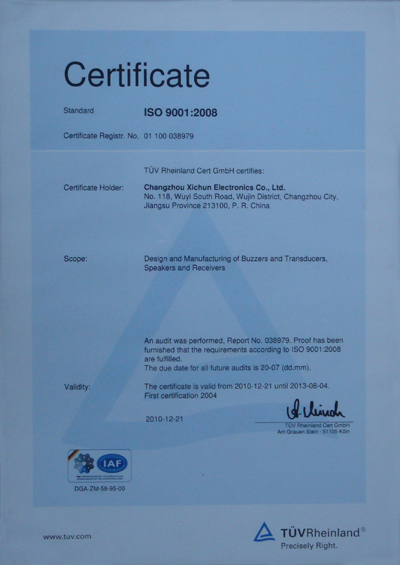 Certificate
Standard ISO 9001:2008
Certificate Registr. No. 01 100 038979
TÜV Rheinland Cert GmbH certifies:
Certificate Holder: Changzhou Xichun Electronics Co., Ltd.
No. 118, Wuyi South Road, Wujin District, Changzhou City,
Jiangsu Province 213100, P. R. China
Scope: Design and Manufacturing of Buzzers and Transducers,
Speakers and Receivers
An audit was performed, Report No. 038979. Proof has been
furnished that the requirements according to ISO 9001:2008
are fulfilled.
The due date for all future audits is 20-07 (dd.mm).
Validity: The certificate is valid from 2010-12-21 until 2013-08-04.
First certification 2004
2010-12-21
TÜV Rheinland Cert GmbH
Am Grauen Stein · 51105 Köln
IAF
DGA-ZM-58-95-00
www.tuv.com
TÜVRheinland®
Precisely Right.